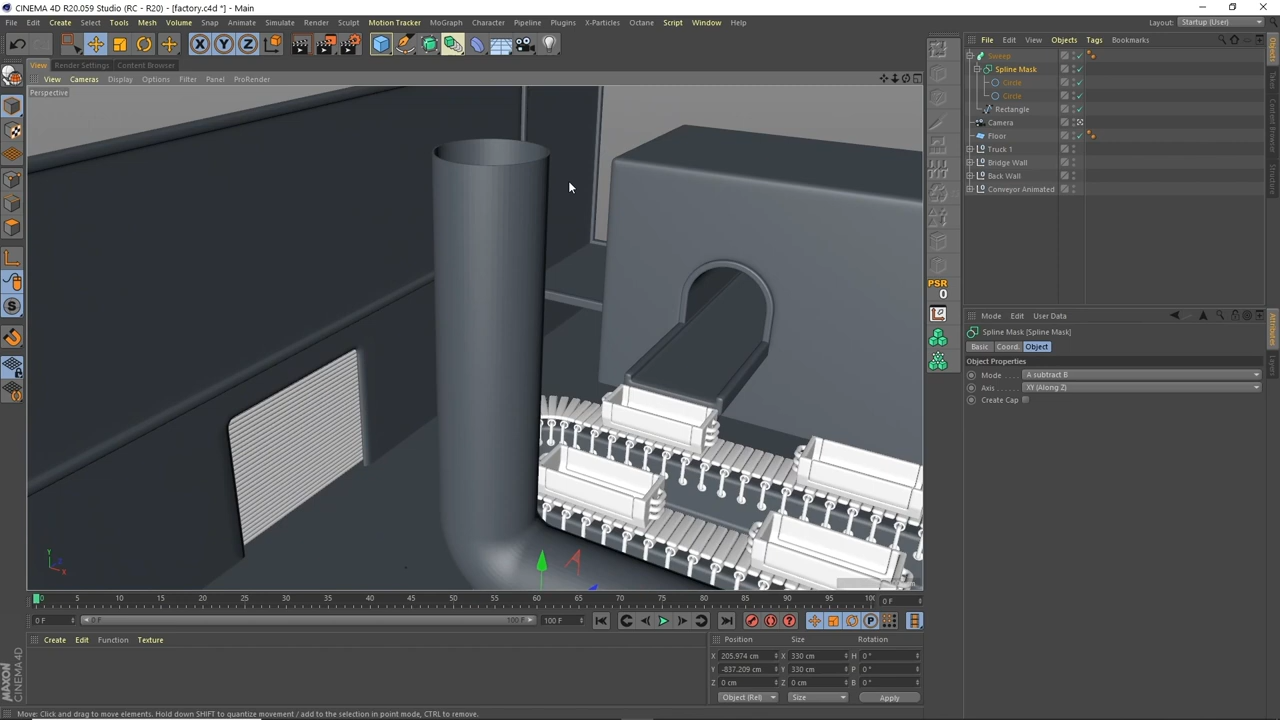 CINEMA 4D R20.059 Studio (RC - R20) - [factory.c4d *] - Main
File Edit Create Select Tools Mesh Volume Snap Animate Simulate Render Sculpt Motion Tracker MoGraph Character Pipeline Plugins X-Particles Octane Script Window Help
Layout: Startup (User)
X Y Z
File Edit View Objects Tags Bookmarks
View Render Settings Content Browser
View Cameras Display Options Filter Panel ProRender
Perspective
Sweep
Spline Mask
Circle
Circle
Rectangle
Camera
Floor
Truck 1
Bridge Wall
Back Wall
Conveyor Animated
Objects
Takes
Content Browser
Structure
PSR
0
Mode Edit User Data
Spline Mask [Spline Mask]
Basic Coord. Object
Object Properties
Mode . . . . . A subtract B
Axis . . . . . . XY (Along Z)
Create Cap
Attributes
Layers
Y
X
0 5 10 15 20 25 30 35 40 45 50 55 60 65 70 75 80 85 90 95 100 0 F
0 F 0 F 100 F 100 F
Create Edit Function Texture
Position Size Rotation
X 205.974 cm X 330 cm H 0 °
Y -837.209 cm Y 330 cm P 0 °
Z 0 cm Z 0 cm B 0 °
Object (Rel) Size Apply
MAXON CINEMA 4D
Move: Click and drag to move elements. Hold down SHIFT to quantize movement / add to the selection in point mode, CTRL to remove.